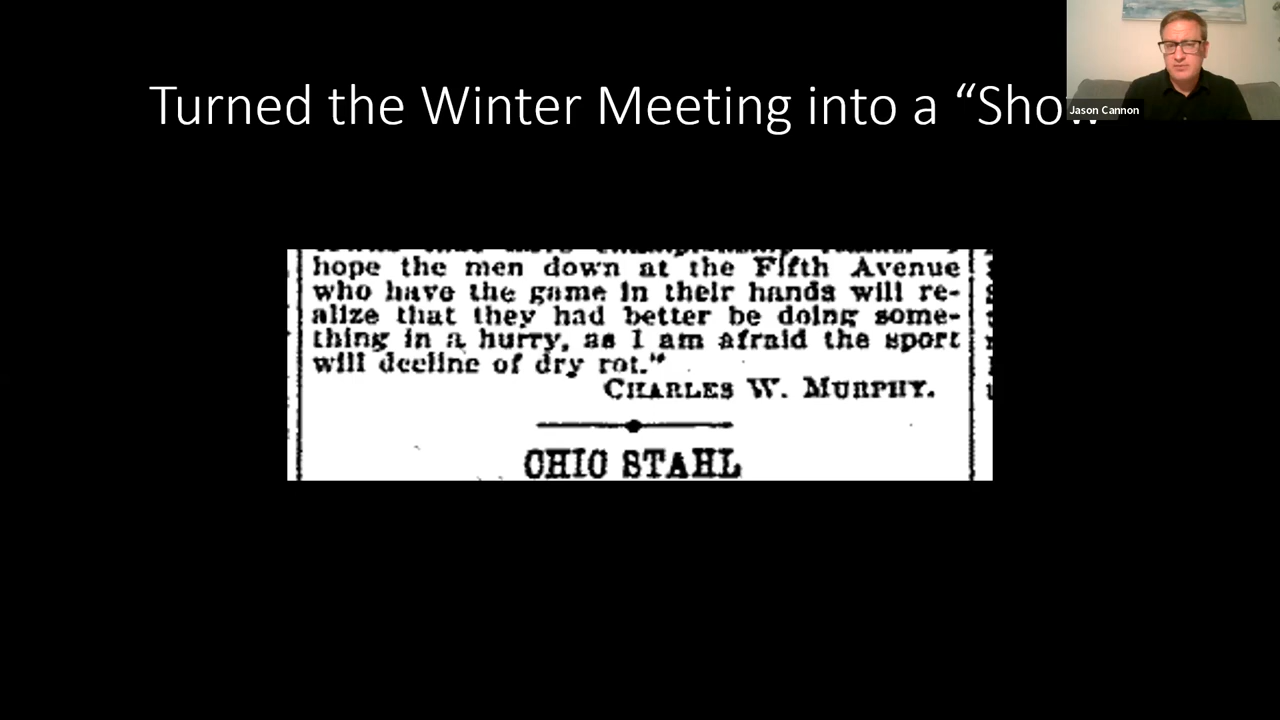 Turned the Winter Meeting into a “Show
Jason Cannon
hope the men down at the Fifth Avenue
who have the game in their hands will re-
alize that they had better be doing some-
thing in a hurry, as I am afraid the sport
will decline of dry rot."
CHARLES W. MURPHY.
CHIC STAHL